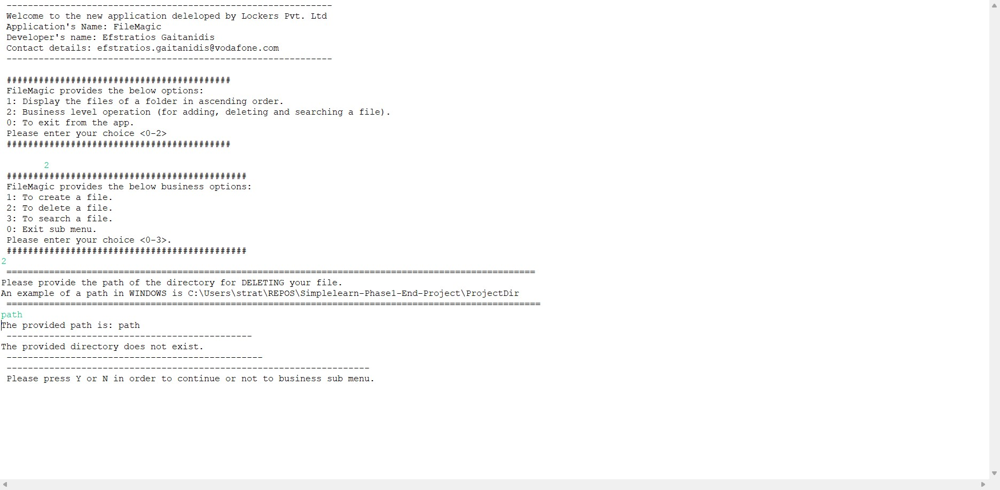 -------------------------------------------------------------
Welcome to the new application deleloped by Lockers Pvt. Ltd
Application's Name: FileMagic
Developer's name: Efstratios Gaitanidis
Contact details: efstratios.gaitanidis@vodafone.com
-------------------------------------------------------------
##########################################
FileMagic provides the below options:
1: Display the files of a folder in ascending order.
2: Business level operation (for adding, deleting and searching a file).
0: To exit from the app.
Please enter your choice <0-2>
##########################################
2
#############################################
FileMagic provides the below business options:
1: To create a file.
2: To delete a file.
3: To search a file.
0: Exit sub menu.
Please enter your choice <0-3>.
#############################################
2
===================================================================================================
Please provide the path of the directory for DELETING your file.
An example of a path in WINDOWS is C:\Users\strat\REPOS\Simplelearn-Phase1-End-Project\ProjectDir
====================================================================================================
path
The provided path is: path
----------------------------------------------
The provided directory does not exist.
------------------------------------------------
--------------------------------------------------------------------
Please press Y or N in order to continue or not to business sub menu.